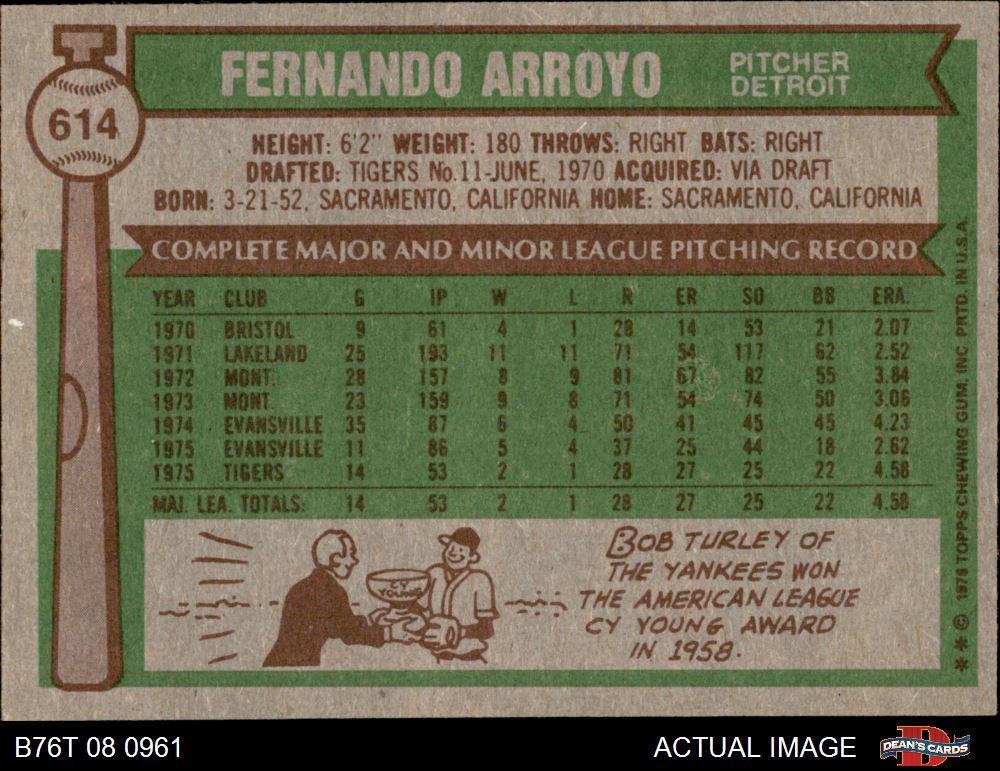 614
FERNANDO ARROYO
PITCHER
DETROIT
HEIGHT: 6'2" WEIGHT: 180 THROWS: RIGHT BATS: RIGHT
DRAFTED: TIGERS No.11-JUNE, 1970 ACQUIRED: VIA DRAFT
BORN: 3-21-52, SACRAMENTO, CALIFORNIA HOME: SACRAMENTO, CALIFORNIA
COMPLETE MAJOR AND MINOR LEAGUE PITCHING RECORD
YEAR CLUB G IP W L R ER SO BB ERA.
1970 BRISTOL 9 61 4 1 28 14 53 21 2.07
1971 LAKELAND 25 193 11 11 71 54 117 62 2.52
1972 MONT. 28 157 8 9 81 67 82 55 3.84
1973 MONT. 23 159 9 8 71 54 74 50 3.06
1974 EVANSVILLE 35 87 6 4 50 41 45 45 4.23
1975 EVANSVILLE 11 86 5 4 37 25 44 18 2.62
1975 TIGERS 14 53 2 1 28 27 25 22 4.58
MAJ. LEA. TOTALS: 14 53 2 1 28 27 25 22 4.58
CY
YOUNG
BOB TURLEY OF
THE YANKEES WON
THE AMERICAN LEAGUE
CY YOUNG AWARD
IN 1958.
** © 1976 TOPPS CHEWING GUM, INC. PRTD. IN U.S.A.
B76T 08 0961
ACTUAL IMAGE
DEAN'S CARDS